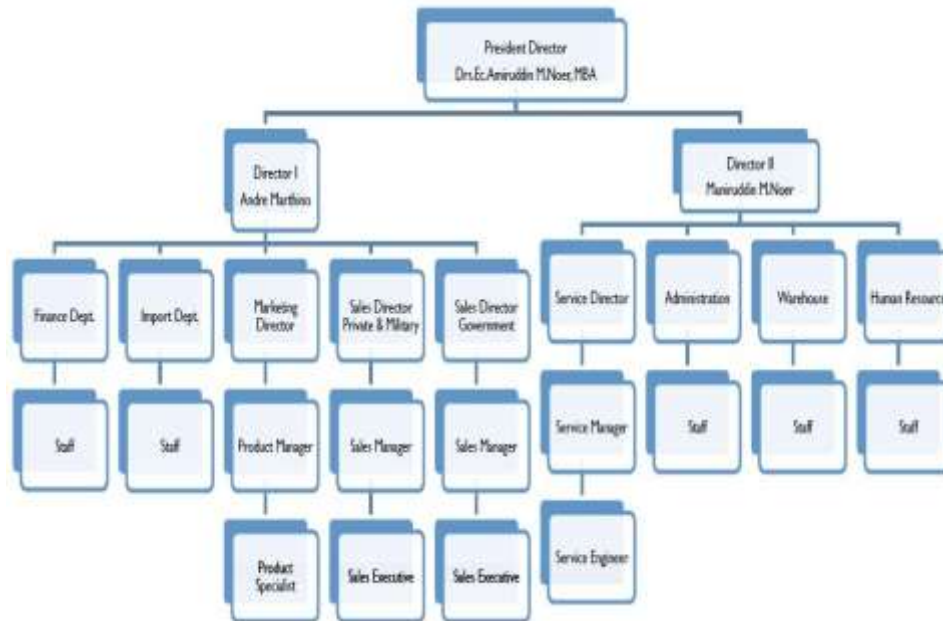 President Director
Drs.Ec.Amiruddin M.Noer, MBA
Director I
Andre Marthino
Director II
Maniruddin M.Noer
Finance Dept.
Import Dept.
Marketing
Director
Sales Director
Private & Military
Sales Director
Government
Service Director
Administration
Warehouse
Human Resource
Staff
Staff
Product Manager
Sales Manager
Sales Manager
Service Manager
Staff
Staff
Staff
Product
Specialist
Sales Executive
Sales Executive
Service Engineer